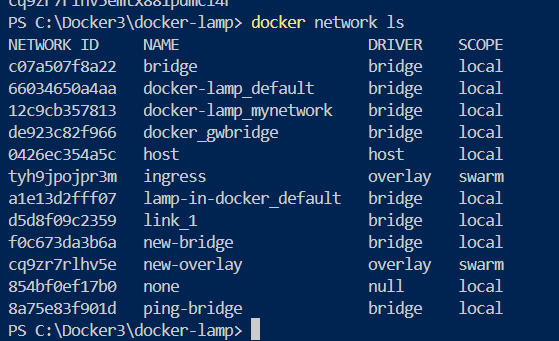 cq9zr7rlhv5emtx881pumci4r
PS C:\Docker3\docker-lamp> docker network ls
NETWORK ID     NAME                     DRIVER    SCOPE
c07a507f8a22   bridge                   bridge    local
66034650a4aa   docker-lamp_default      bridge    local
12c9cb357813   docker-lamp_mynetwork    bridge    local
de923c82f966   docker_gwbridge          bridge    local
0426ec354a5c   host                     host      local
tyh9jpojpr3m   ingress                  overlay   swarm
a1e13d2fff07   lamp-in-docker_default   bridge    local
d5d8f09c2359   link_1                   bridge    local
f0c673da3b6a   new-bridge               bridge    local
cq9zr7rlhv5e   new-overlay              overlay   swarm
854bf0ef17b0   none                     null      local
8a75e83f901d   ping-bridge              bridge    local
PS C:\Docker3\docker-lamp>